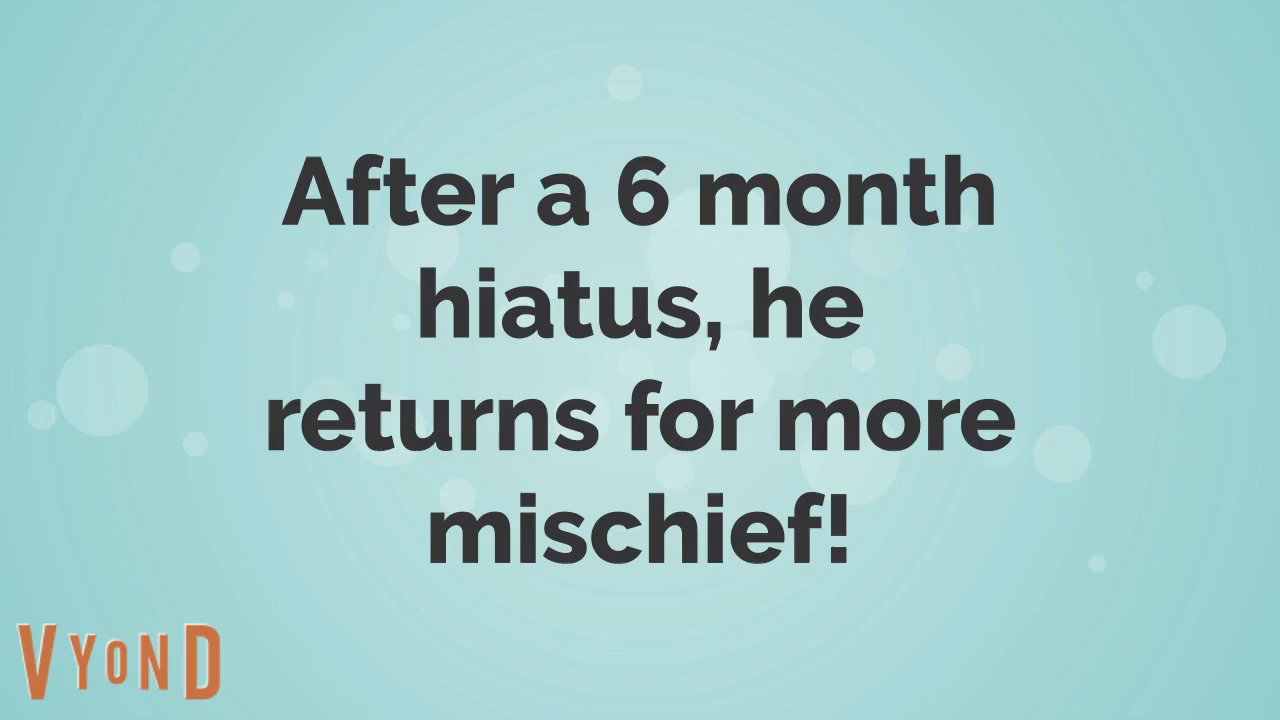 After a 6 month
hiatus, he
returns for more
mischief!
VYOND